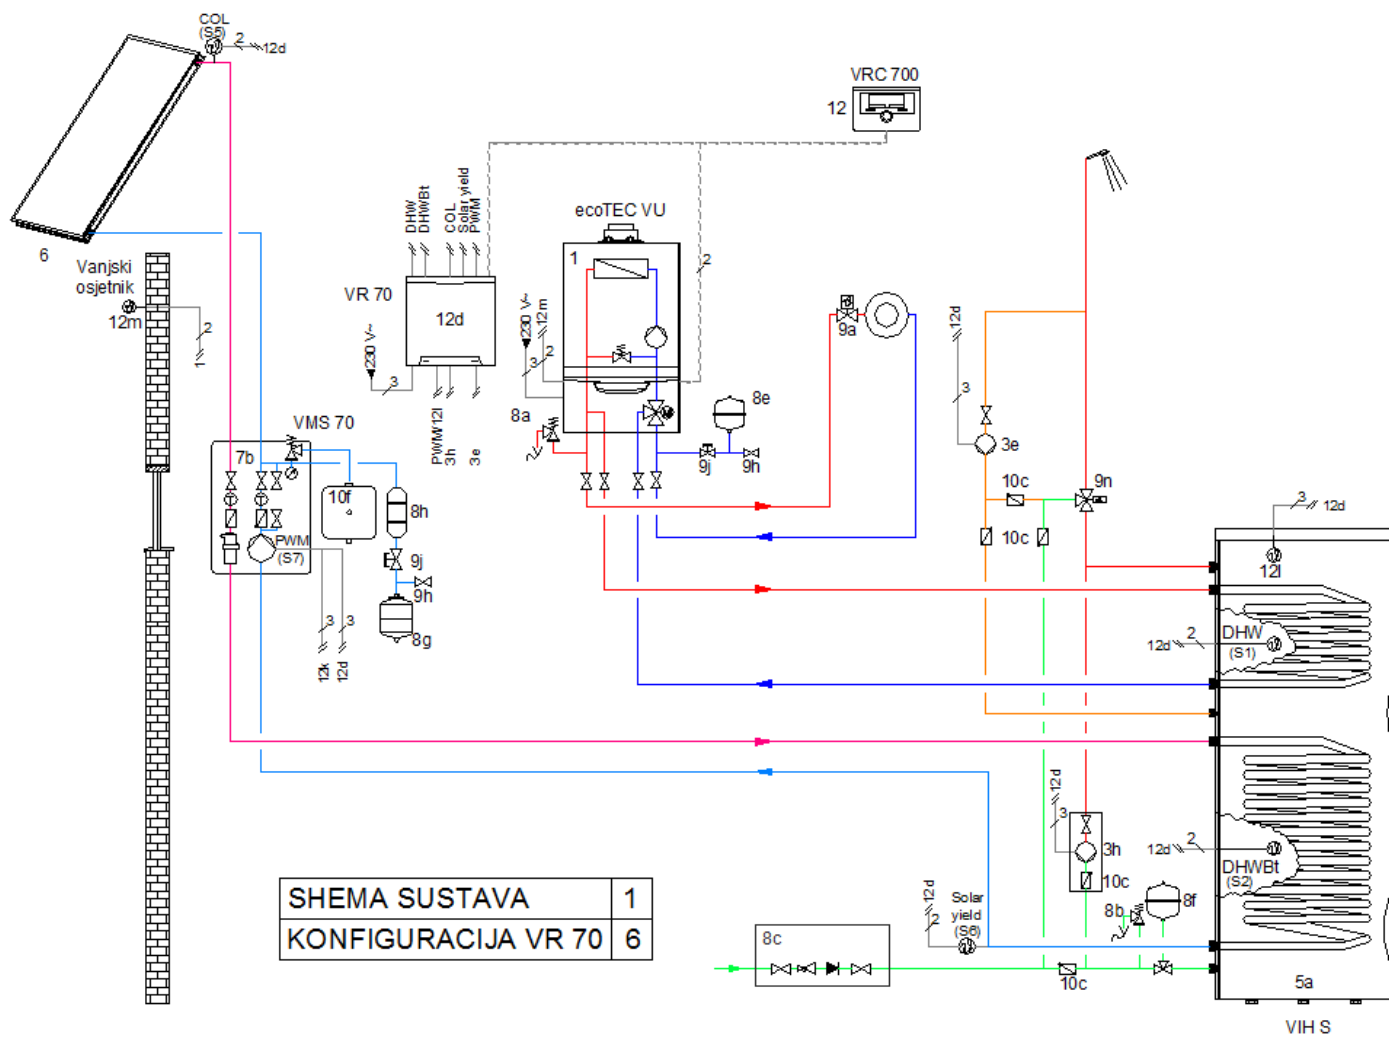 COL
(S5)
2
12d
6
Vanjski
osjetnik
12m
2
1
VRC 700
12
DHW
DHWBt
COL
Solar yield
PWM
VR 70
12d
230 V~
3
PWM/12l
3h
3e
ecoTEC VU
1
2
230 V~
12m
3
2
8a
8e
9j
9h
9a
12d
3
3e
10c
10c
9n
3
12d
12l
VMS 70
7b
10f
8h
PWM
(S7)
9j
9h
8g
3
3
12k
12d
12d
2
DHW
(S1)
12d
3
3h
10c
12d
2
DHWBt
(S2)
8b
8f
12d
2
Solar
yield
(S6)
8c
10c
5a
VIH S
SHEMA SUSTAVA 1
KONFIGURACIJA VR 70 6